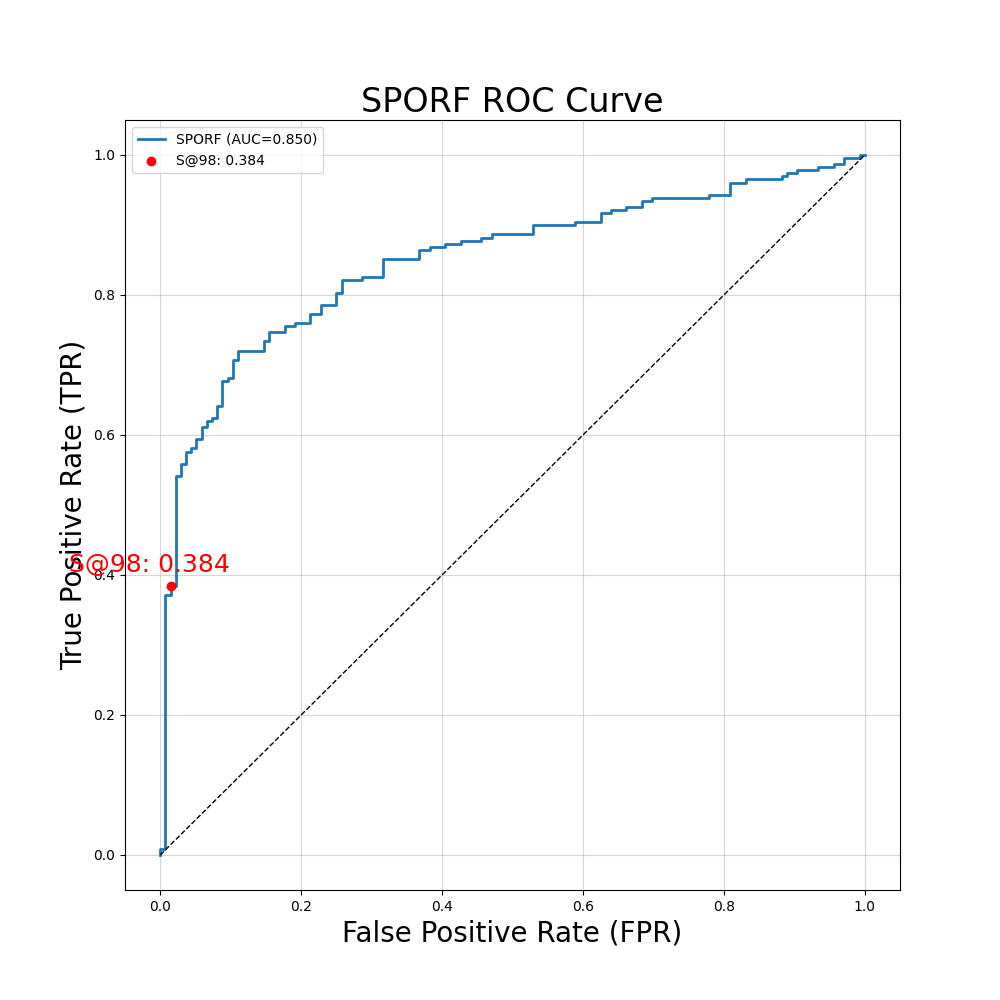 SPORF ROC Curve
SPORF (AUC=0.850)
S@98: 0.384
1.0
0.8
0.6
0.4
0.2
0.0
True Positive Rate (TPR)
S@98: 0.384
0.0 0.2 0.4 0.6 0.8 1.0
False Positive Rate (FPR)